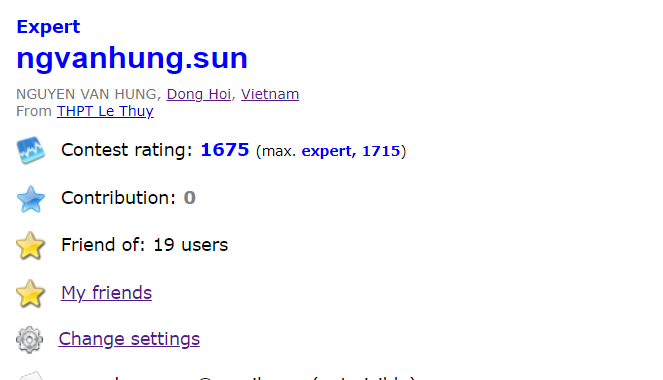 Expert
ngvanhung.sun
NGUYEN VAN HUNG, Dong Hoi, Vietnam
From THPT Le Thuy
Contest rating: 1675 (max. expert, 1715)
Contribution: 0
Friend of: 19 users
My friends
Change settings